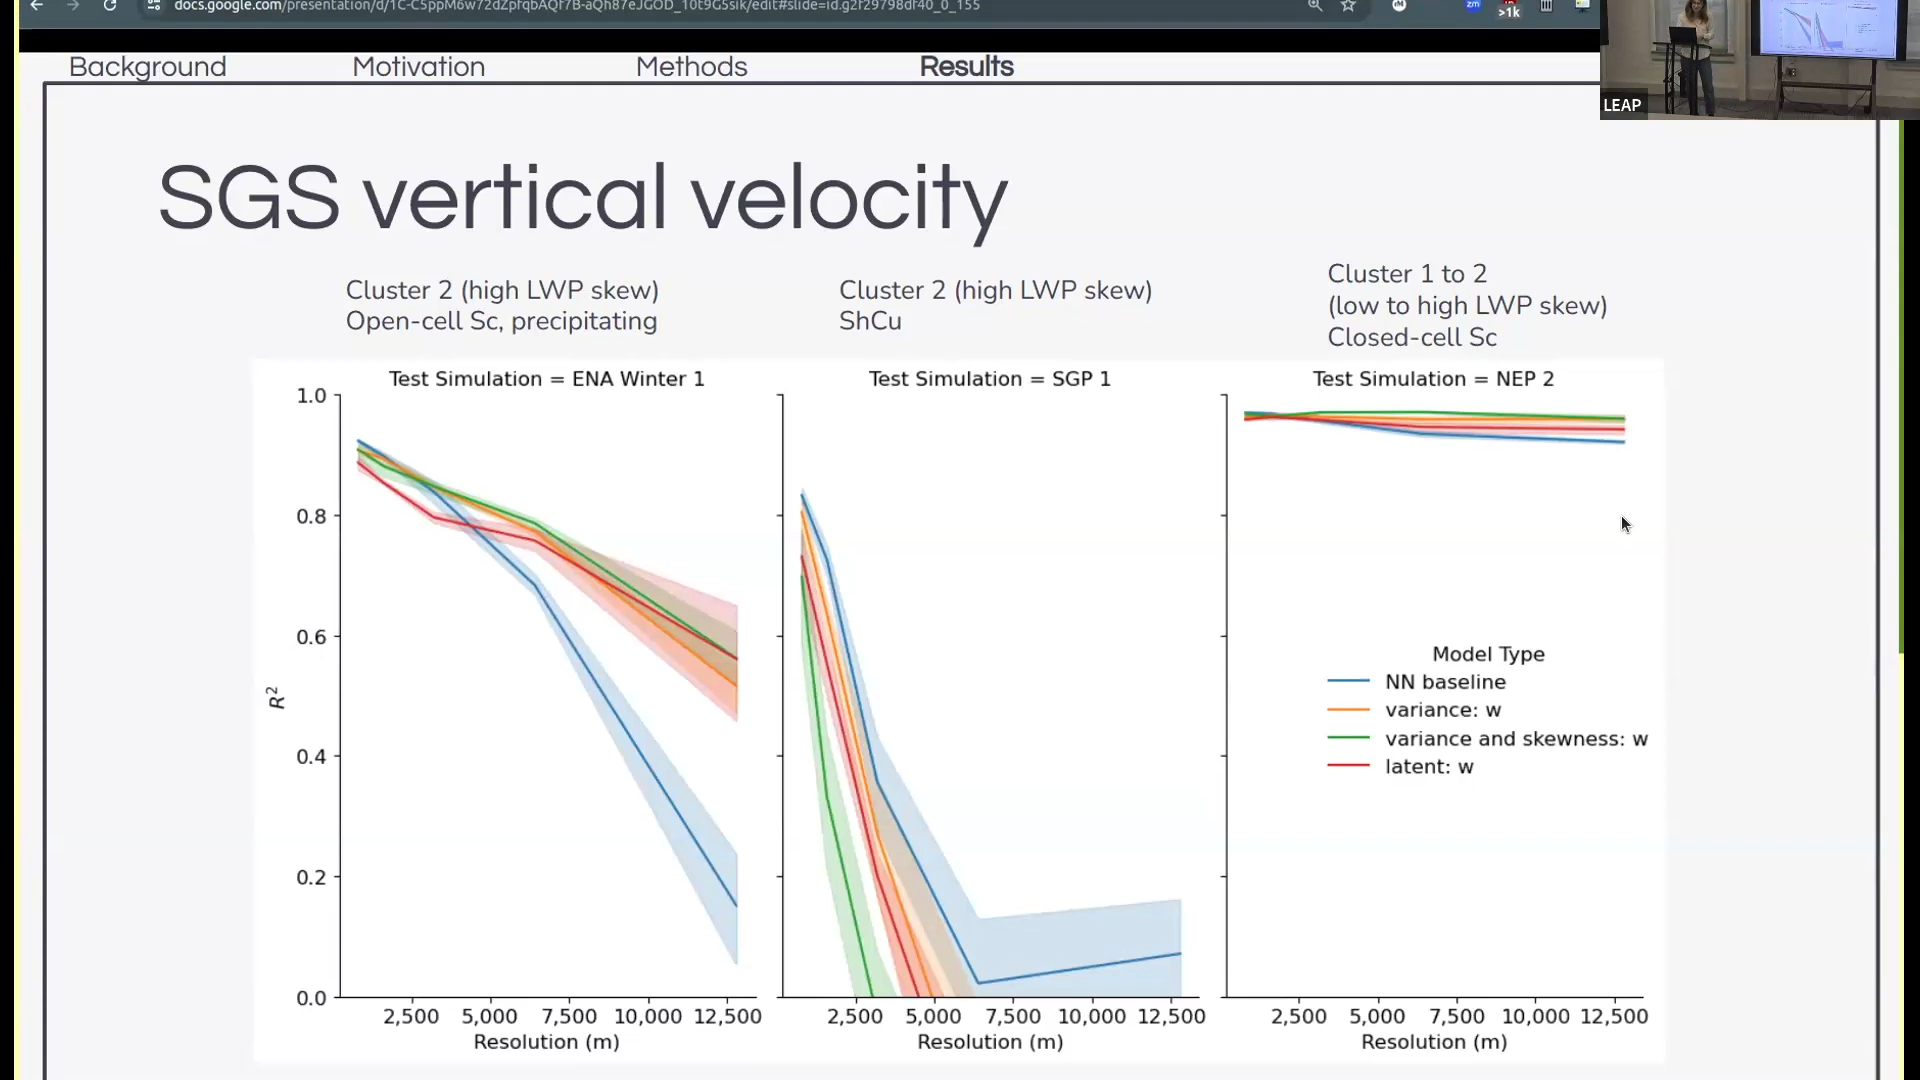 docs.google.com/presentation/d/1C-C5ppM6w72dZpfqbAQf7B-aQh87eJGOD_10t9G5sik/edit#slide=id.g2f29798df40_0_155
zm
>1k
LEAP
Background
Motivation
Methods
Results
SGS vertical velocity
Cluster 2 (high LWP skew)
Open-cell Sc, precipitating
Cluster 2 (high LWP skew)
ShCu
Cluster 1 to 2
(low to high LWP skew)
Closed-cell Sc
Test Simulation = ENA Winter 1
Test Simulation = SGP 1
Test Simulation = NEP 2
1.0
0.8
0.6
0.4
0.2
0.0
R²
Model Type
NN baseline
variance: w
variance and skewness: w
latent: w
2,500 5,000 7,500 10,000 12,500
2,500 5,000 7,500 10,000 12,500
2,500 5,000 7,500 10,000 12,500
Resolution (m)
Resolution (m)
Resolution (m)